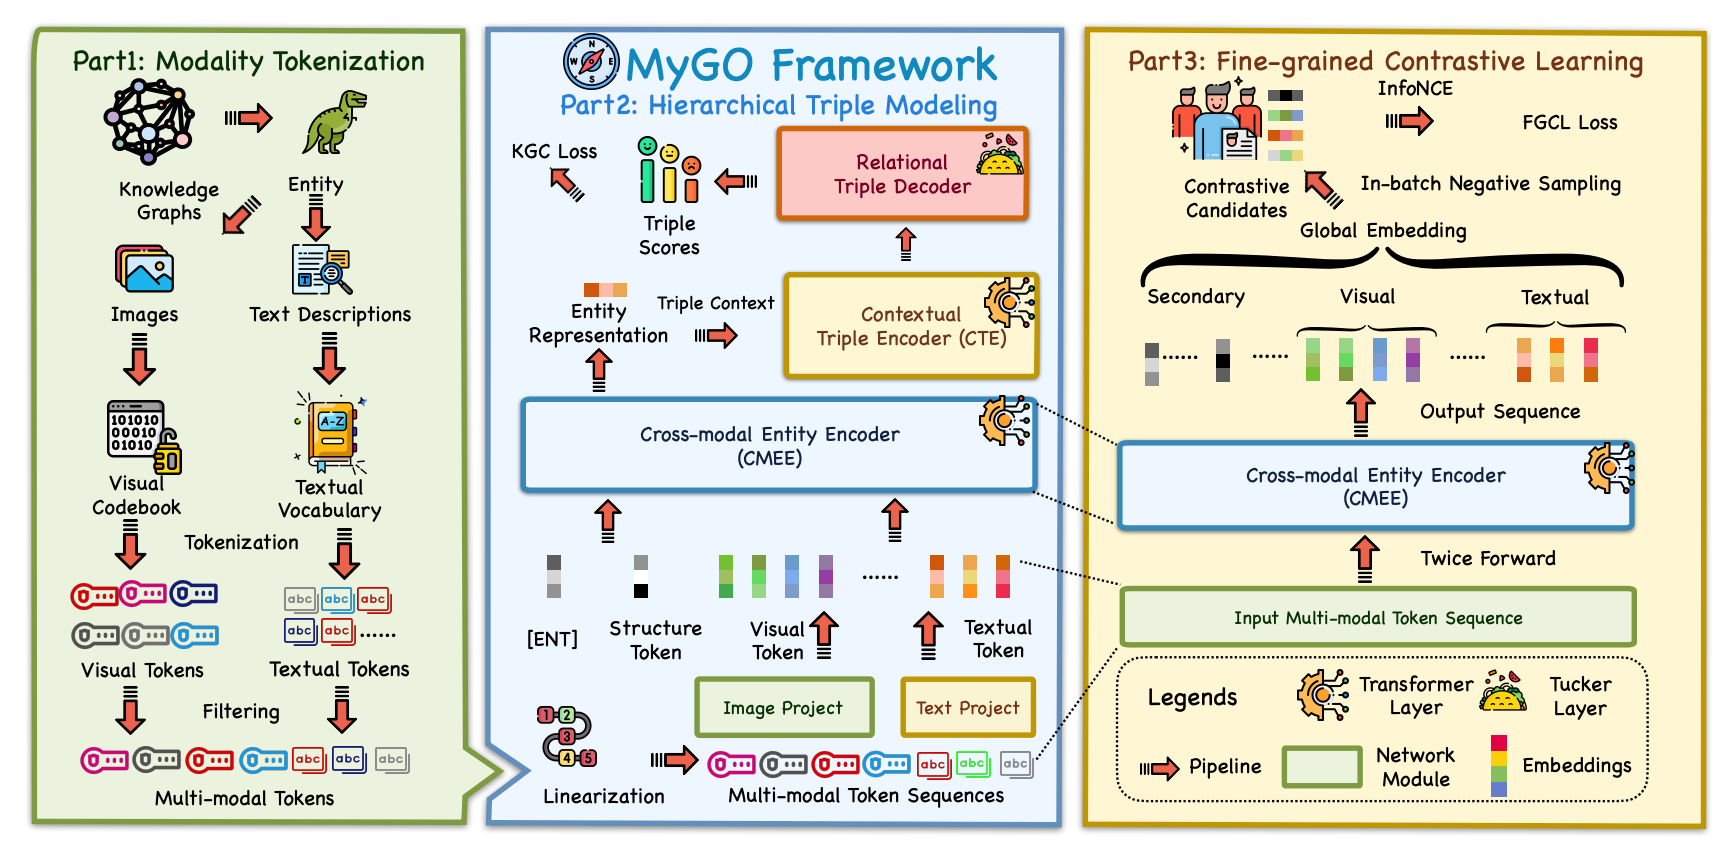 Part1: Modality Tokenization
Knowledge
Graphs
Entity
Images
Text Descriptions
101010
00010
01010
A-Z
Visual
Codebook
Textual
Vocabulary
Tokenization
abc abc abc
abc abc ......
Visual Tokens
Textual Tokens
Filtering
abc abc abc
Multi-modal Tokens
N
W E
S
MyGO Framework
Part2: Hierarchical Triple Modeling
KGC Loss
Triple
Scores
Relational
Triple Decoder
Entity
Representation
Triple Context
Contextual
Triple Encoder (CTE)
Cross-modal Entity Encoder
(CMEE)
......
[ENT]
Structure
Token
Visual
Token
Textual
Token
Image Project
Text Project
1 2
3
4 5
Linearization
abc abc abc
Multi-modal Token Sequences
Part3: Fine-grained Contrastive Learning
InfoNCE
FGCL Loss
Contrastive
Candidates
In-batch Negative Sampling
Global Embedding
Secondary
Visual
Textual
...... ...... ......
Output Sequence
Cross-modal Entity Encoder
(CMEE)
Twice Forward
Input Multi-modal Token Sequence
Legends
Transformer
Layer
Tucker
Layer
Pipeline
Network
Module
Embeddings